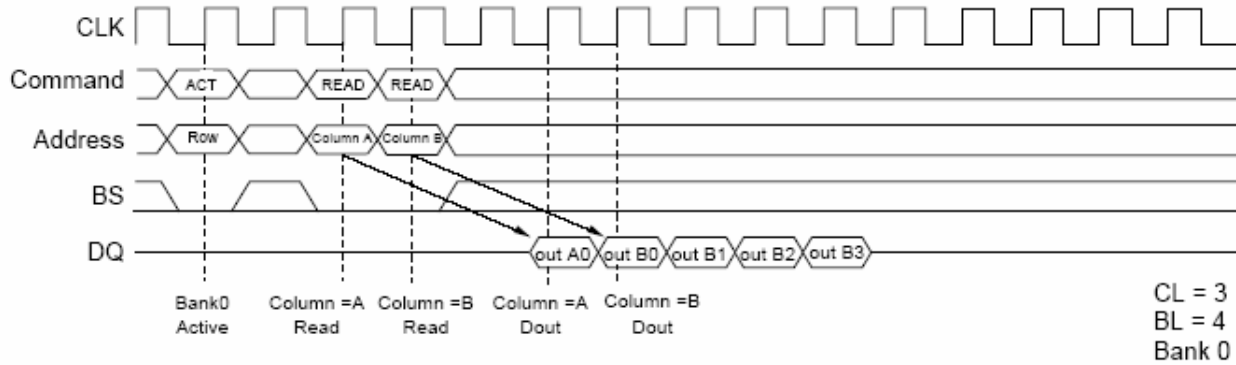 CLK
Command ACT READ READ
Address Row Column A Column B
BS
DQ out A0 out B0 out B1 out B2 out B3
Bank0 Column =A Column =B Column =A Column =B
Active Read Read Dout Dout
CL = 3
BL = 4
Bank 0